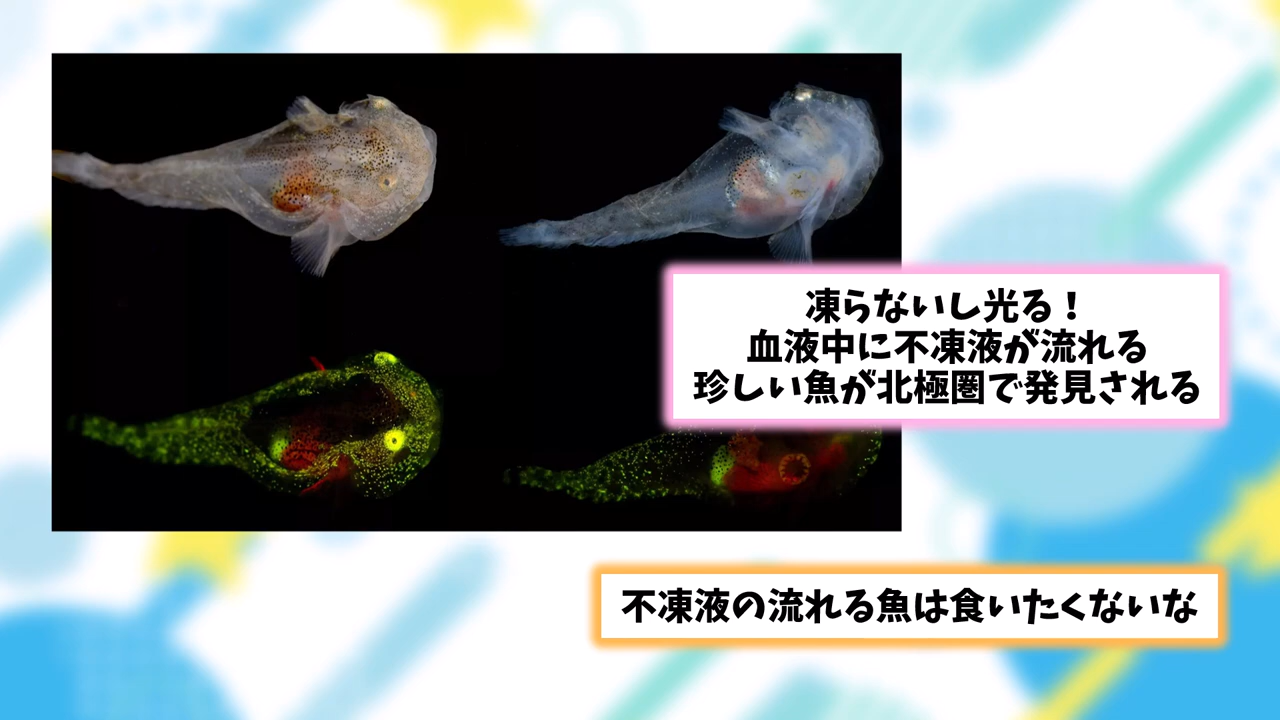 凍らないし光る！
血液中に不凍液が流れる
珍しい魚が北極圏で発見される
不凍液の流れる魚は食いたくないな